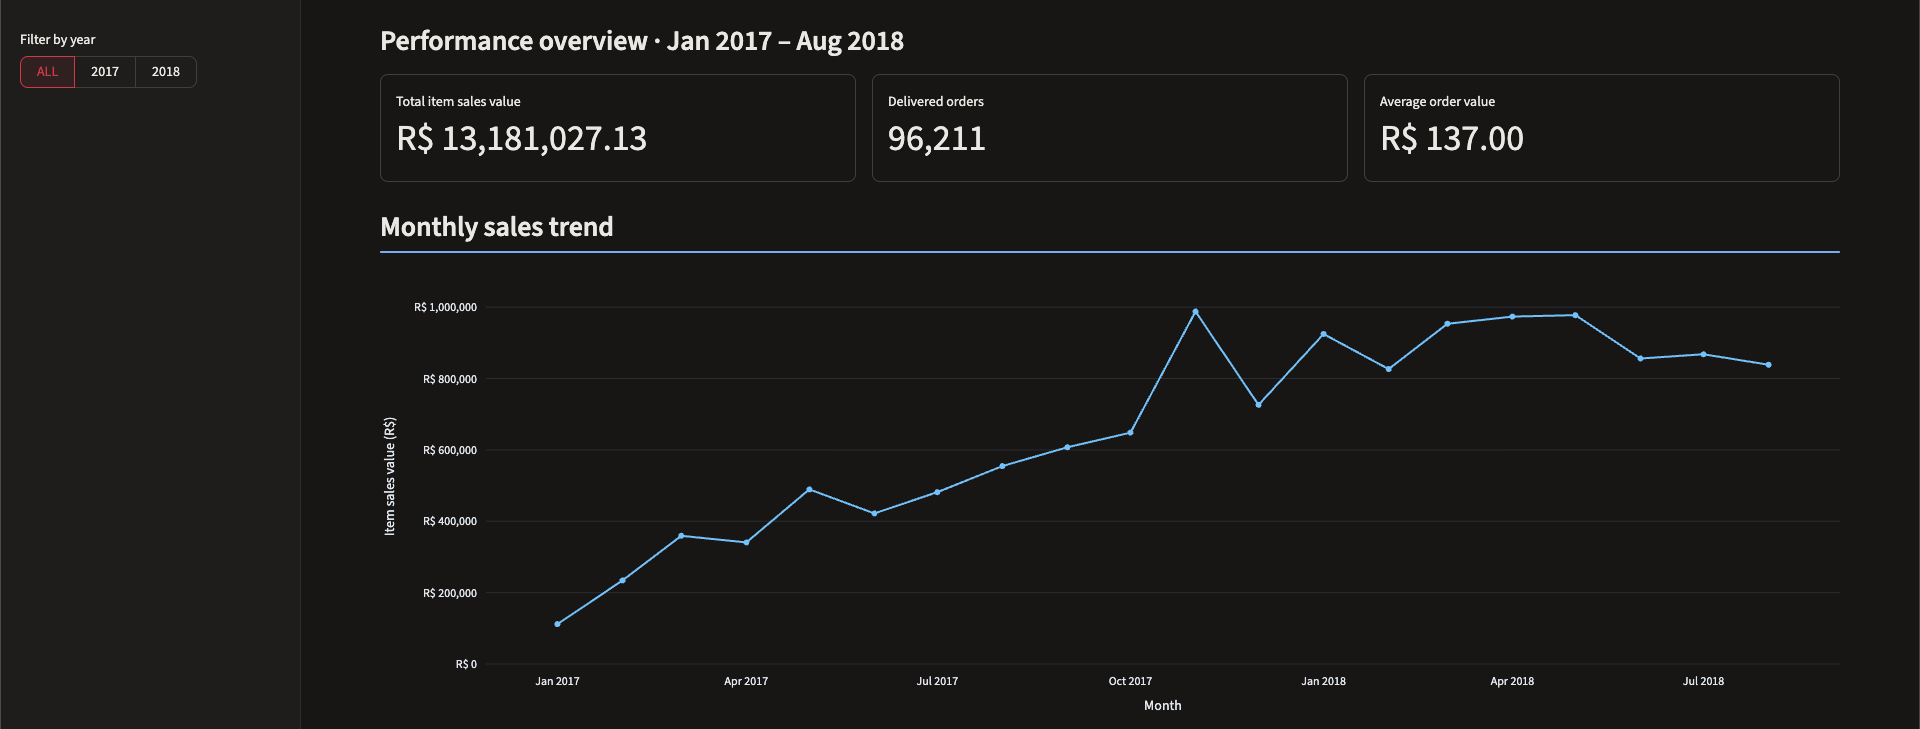 Filter by year
ALL 2017 2018
Performance overview · Jan 2017 – Aug 2018
Total item sales value
R$ 13,181,027.13
Delivered orders
96,211
Average order value
R$ 137.00
Monthly sales trend
R$ 1,000,000
R$ 800,000
R$ 600,000
R$ 400,000
R$ 200,000
R$ 0
Item sales value (R$)
Jan 2017 Apr 2017 Jul 2017 Oct 2017 Jan 2018 Apr 2018 Jul 2018
Month